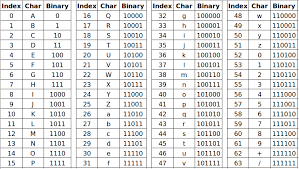 Index Char Binary Index Char Binary Index Char Binary Index Char Binary
0 A 0 16 Q 10000 32 g 100000 48 w 110000
1 B 1 17 R 10001 33 h 100001 49 x 110001
2 C 10 18 S 10010 34 i 100010 50 y 110010
3 D 11 19 T 10011 35 j 100011 51 z 110011
4 E 100 20 U 10100 36 k 100100 52 0 110100
5 F 101 21 V 10101 37 l 100101 53 1 110101
6 G 110 22 W 10110 38 m 100110 54 2 110110
7 H 111 23 X 10111 39 n 100111 55 3 110111
8 I 1000 24 Y 11000 40 o 101000 56 4 111000
9 J 1001 25 Z 11001 41 p 101001 57 5 111001
10 K 1010 26 a 11010 42 q 101010 58 6 111010
11 L 1011 27 b 11011 43 r 101011 59 7 111011
12 M 1100 28 c 11100 44 s 101100 60 8 111100
13 N 1101 29 d 11101 45 t 101101 61 9 111101
14 O 1110 30 e 11110 46 u 101110 62 + 111110
15 P 1111 31 f 11111 47 v 101111 63 / 111111